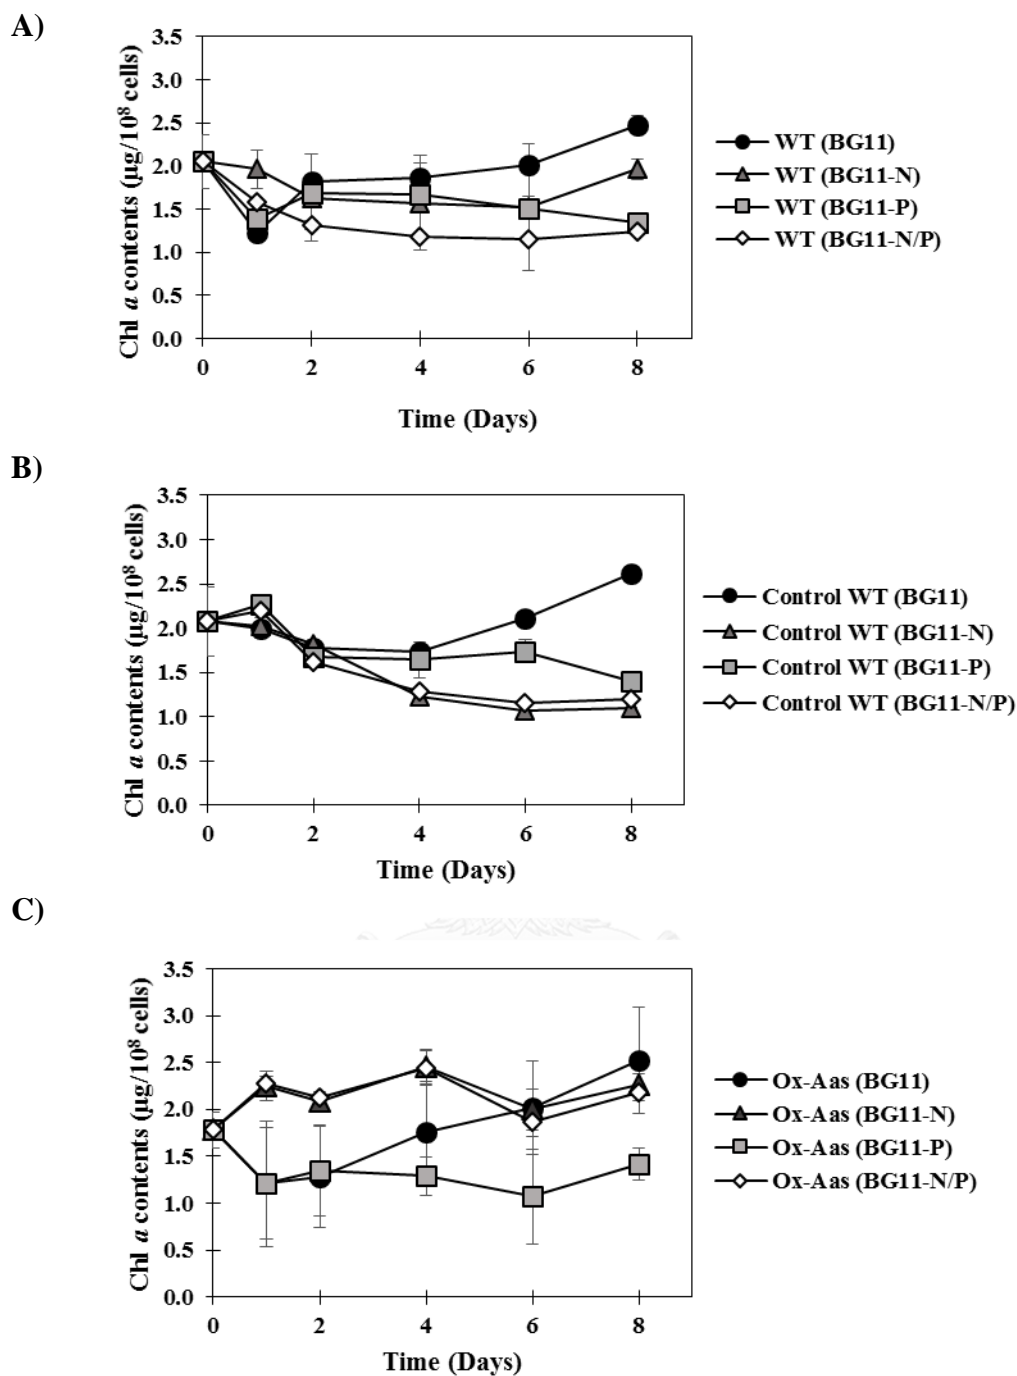 A)
Chl a contents (µg/10⁸ cells)
3.5
3.0
2.5
2.0
1.5
1.0
0.5
0.0
0 2 4 6 8
Time (Days)
WT (BG11)
WT (BG11-N)
WT (BG11-P)
WT (BG11-N/P)
B)
Chl a contents (µg/10⁸ cells)
3.5
3.0
2.5
2.0
1.5
1.0
0.5
0.0
0 2 4 6 8
Time (Days)
Control WT (BG11)
Control WT (BG11-N)
Control WT (BG11-P)
Control WT (BG11-N/P)
C)
Chl a contents (µg/10⁸ cells)
3.5
3.0
2.5
2.0
1.5
1.0
0.5
0.0
0 2 4 6 8
Time (Days)
Ox-Aas (BG11)
Ox-Aas (BG11-N)
Ox-Aas (BG11-P)
Ox-Aas (BG11-N/P)